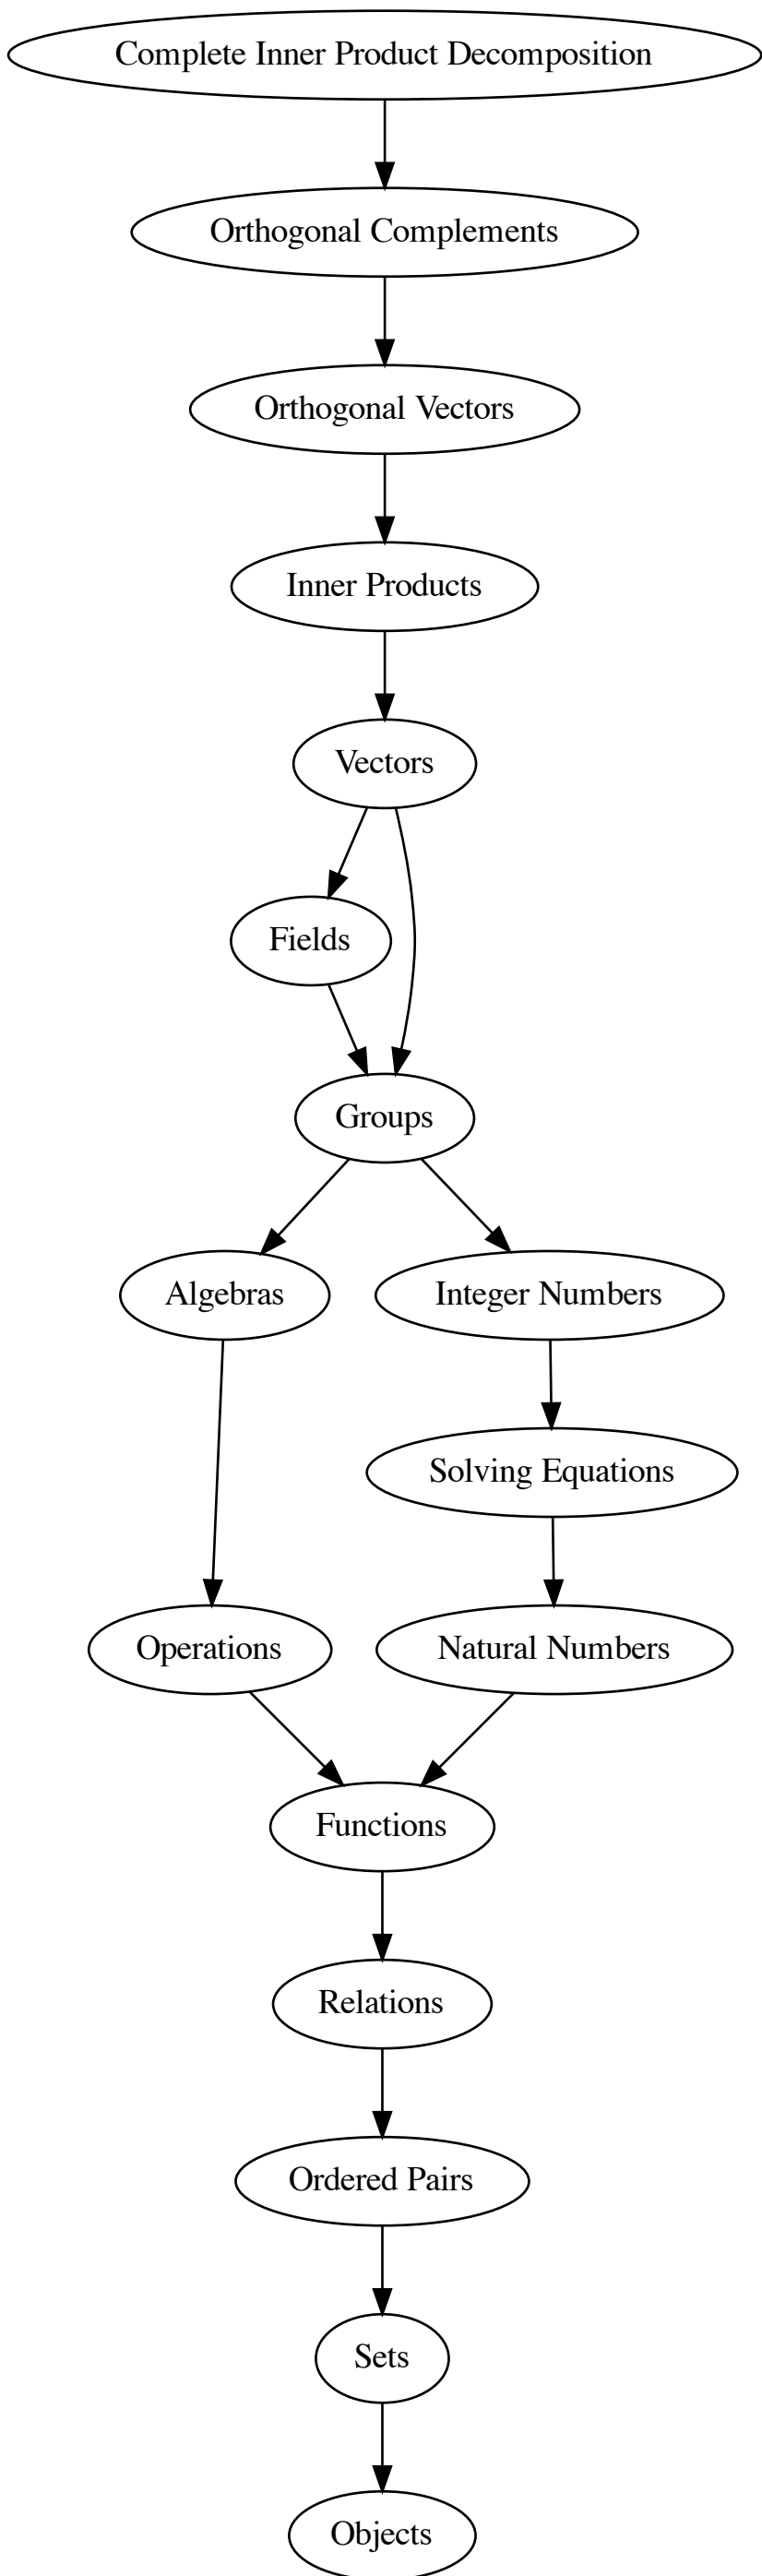 Complete Inner Product Decomposition
Orthogonal Complements
Orthogonal Vectors
Inner Products
Vectors
Fields
Groups
Algebras
Integer Numbers
Solving Equations
Operations
Natural Numbers
Functions
Relations
Ordered Pairs
Sets
Objects